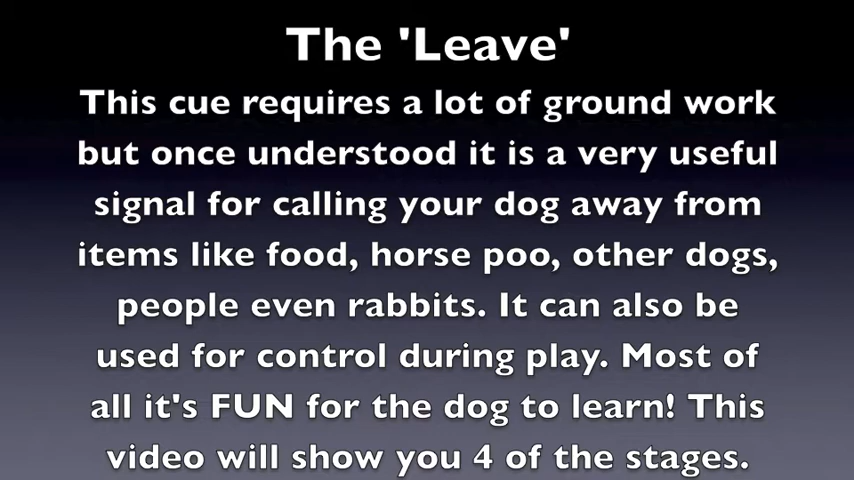 The 'Leave'
This cue requires a lot of ground work
but once understood it is a very useful
signal for calling your dog away from
items like food, horse poo, other dogs,
people even rabbits. It can also be
used for control during play. Most of
all it's FUN for the dog to learn! This
video will show you 4 of the stages.